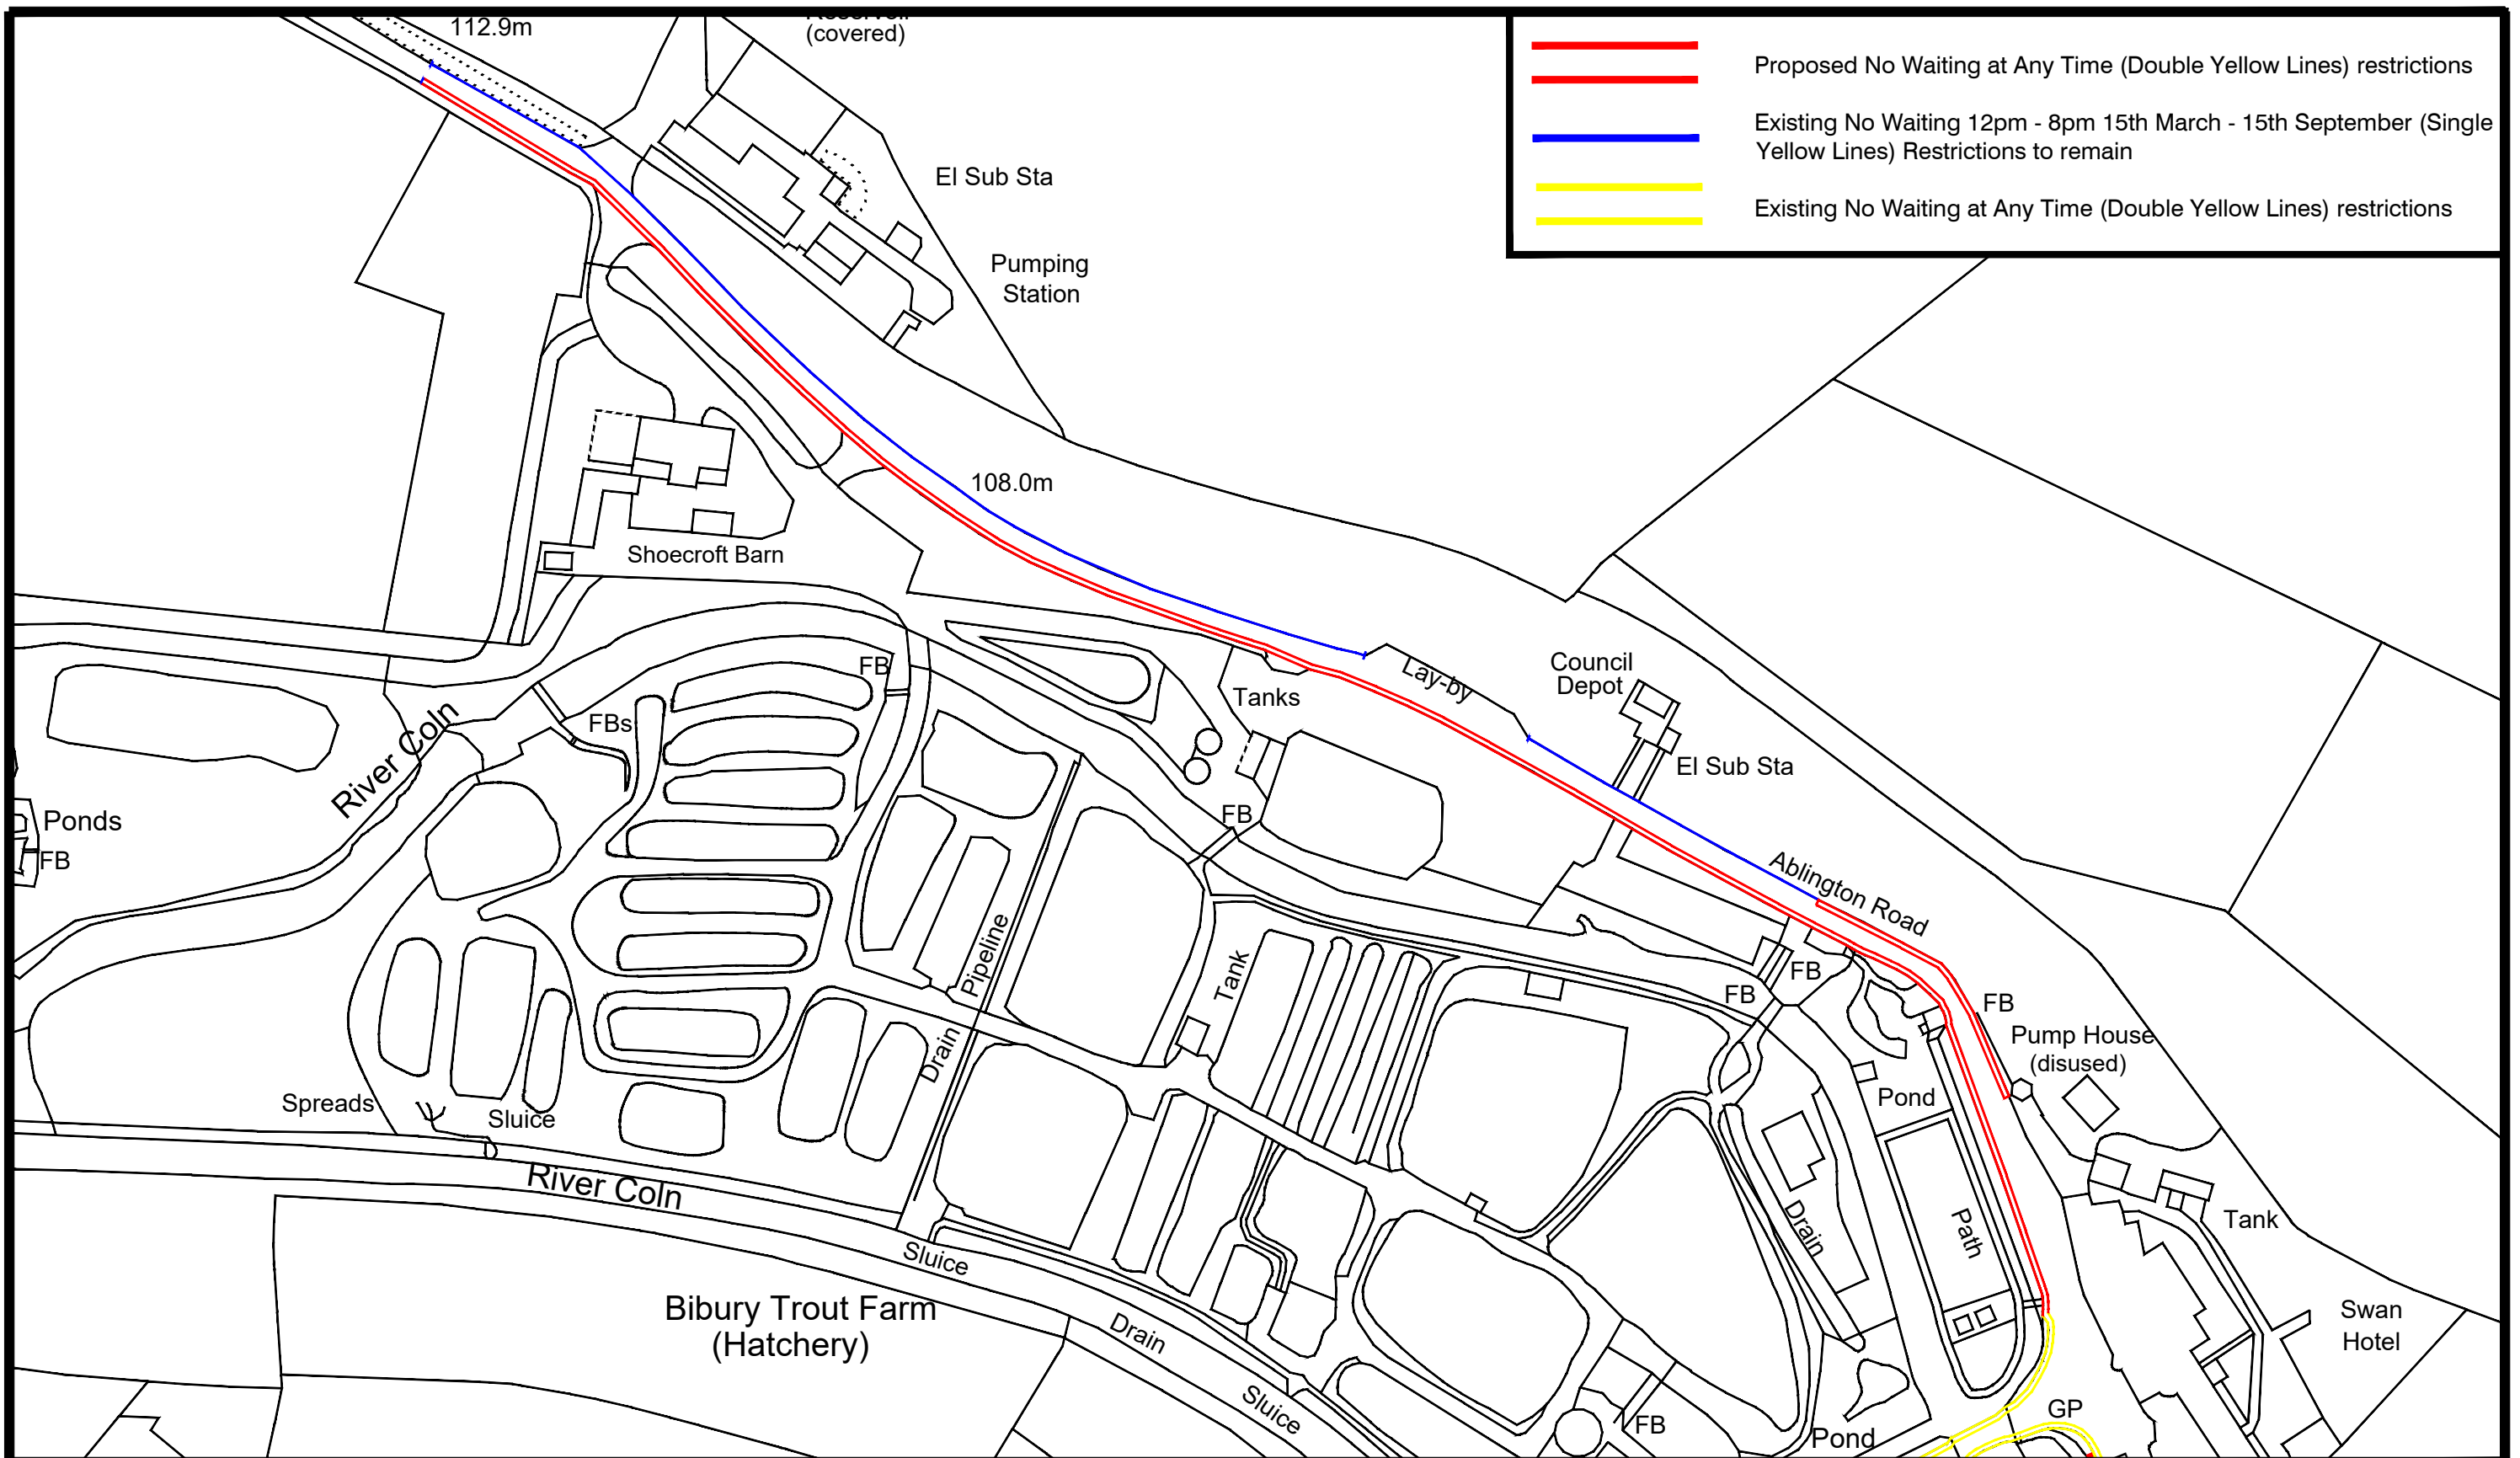 112.9m
(covered)
Proposed No Waiting at Any Time (Double Yellow Lines) restrictions
Existing No Waiting 12pm - 8pm 15th March - 15th September (Single
Yellow Lines) Restrictions to remain
Existing No Waiting at Any Time (Double Yellow Lines) restrictions
El Sub Sta
Pumping
Station
108.0m
Shoecroft Barn
FB
FBs
River Coln
Tanks
Lay-by
Council
Depot
El Sub Sta
Ponds
FB
FB
Ablington Road
Pipeline
Tank
FB
FB
FB
Pump House
(disused)
Drain
Pond
Spreads
Sluice
River Coln
Drain
Path
Tank
Sluice
Bibury Trout Farm
(Hatchery)
Drain
Sluice
Swan
Hotel
GP
FB
Pond